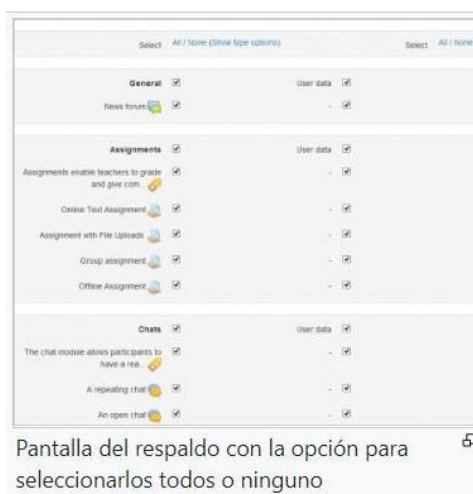 Select All / None (Show type options) Select All / None
General User data
News forum -
Assignments User data
Assignments enable teachers to grade -
and give com...
Online Text Assignment -
Assignment with File Uploads -
Group assignment -
Offline Assignment -
Chats User data
The chat module allows participants to -
have a rea...
A repeating chat -
An open chat -
Pantalla del respaldo con la opción para
seleccionarlos todos o ninguno